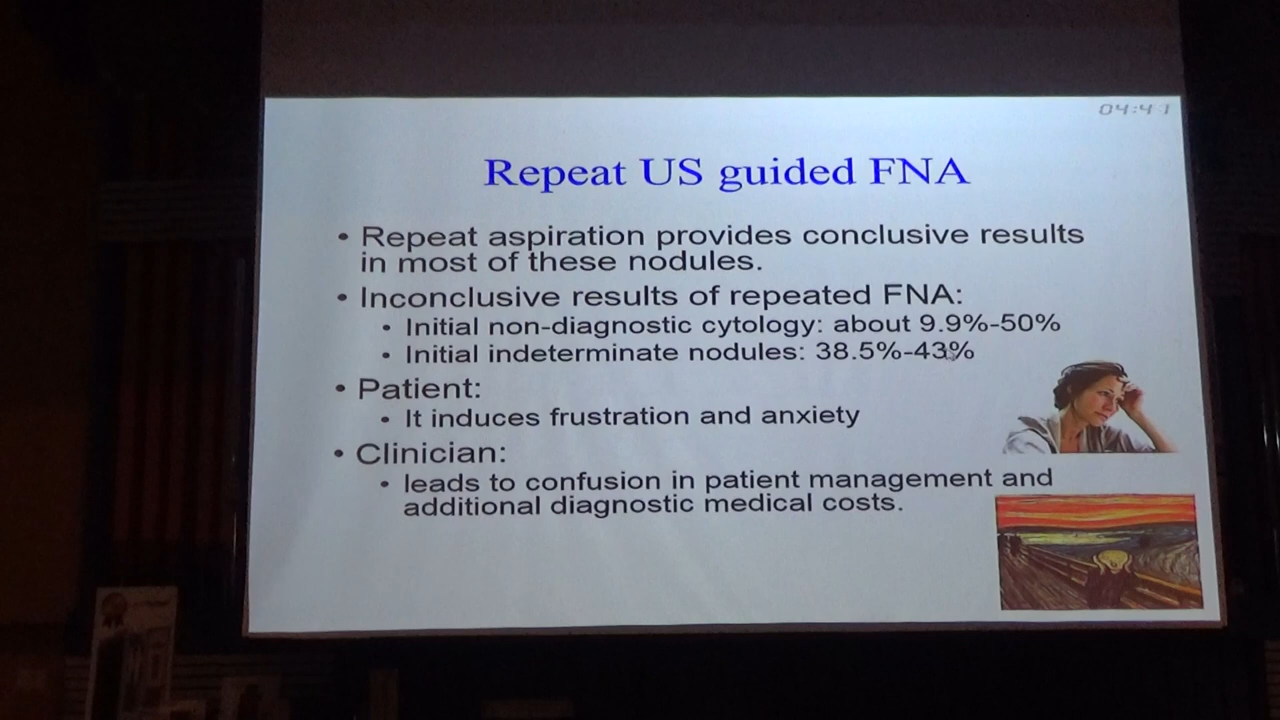 04:41
Repeat US guided FNA
• Repeat aspiration provides conclusive results
in most of these nodules.
• Inconclusive results of repeated FNA:
• Initial non-diagnostic cytology: about 9.9%-50%
• Initial indeterminate nodules: 38.5%-43%
• Patient:
• It induces frustration and anxiety
• Clinician:
• leads to confusion in patient management and
additional diagnostic medical costs.